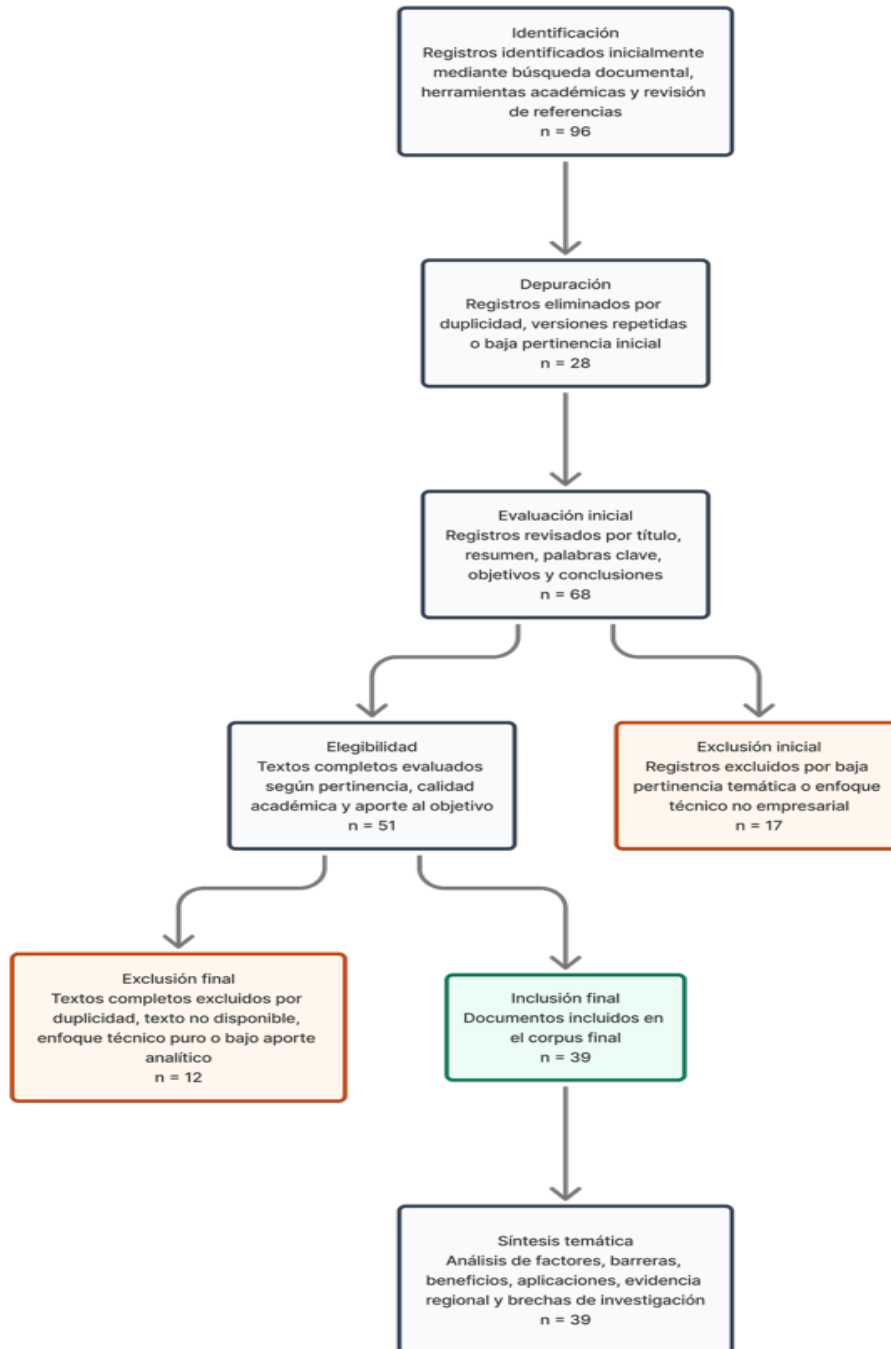 Identificación
Registros identificados inicialmente
mediante búsqueda documental,
herramientas académicas y revisión
de referencias
n = 96
Depuración
Registros eliminados por
duplicidad, versiones repetidas
o baja pertinencia inicial
n = 28
Evaluación inicial
Registros revisados por título,
resumen, palabras clave,
objetivos y conclusiones
n = 68
Elegibilidad
Textos completos evaluados
según pertinencia, calidad
académica y aporte al objetivo
n = 51
Exclusión inicial
Registros excluidos por baja
pertinencia temática o enfoque
técnico no empresarial
n = 17
Exclusión final
Textos completos excluidos por
duplicidad, texto no disponible,
enfoque técnico puro o bajo aporte
analítico
n = 12
Inclusión final
Documentos incluidos en
el corpus final
n = 39
Síntesis temática
Análisis de factores, barreras,
beneficios, aplicaciones, evidencia
regional y brechas de investigación
n = 39